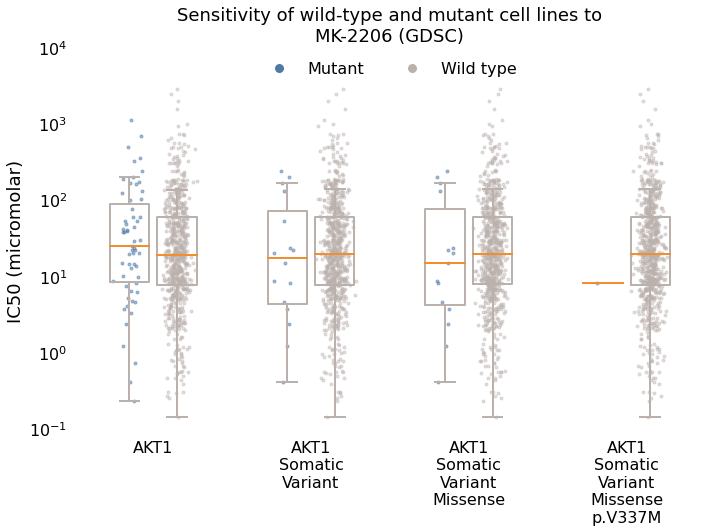 Sensitivity of wild-type and mutant cell lines to
MK-2206 (GDSC)
Mutant Wild type
IC50 (micromolar)
10⁴
10³
10²
10¹
10⁰
10⁻¹
AKT1
AKT1
Somatic
Variant
AKT1
Somatic
Variant
Missense
AKT1
Somatic
Variant
Missense
p.V337M